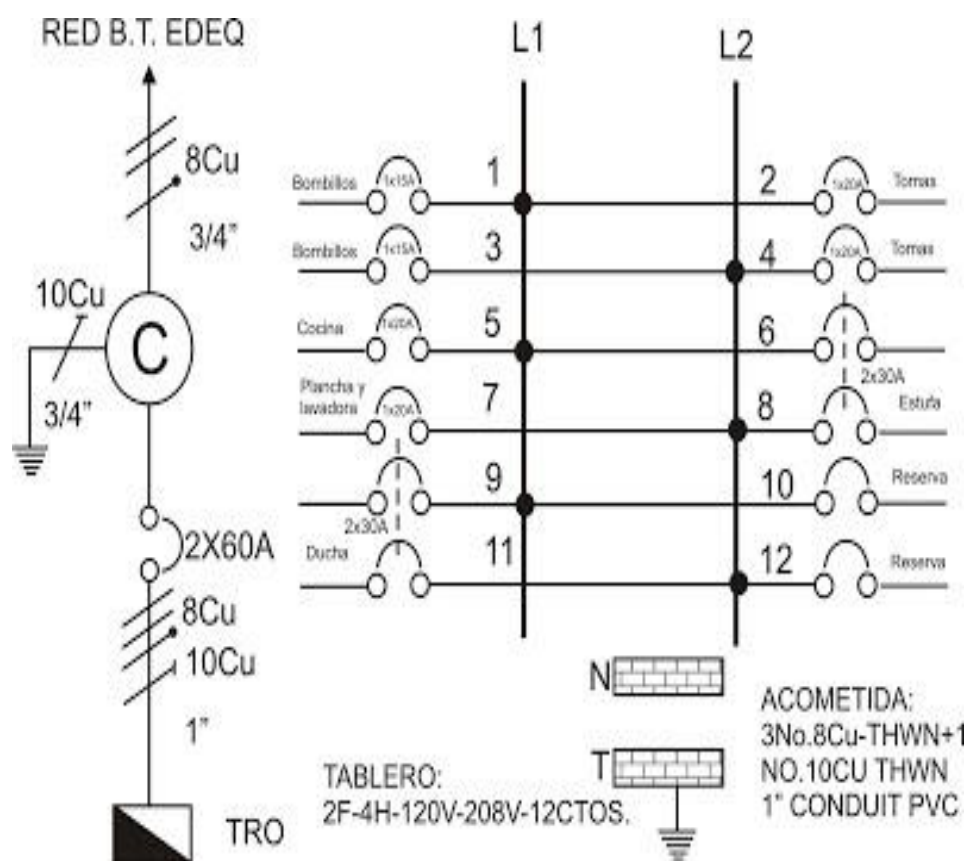 RED B.T. EDEQ
8Cu
3/4"
10Cu
C
3/4"
2X60A
8Cu
10Cu
1"
TRO
L1
L2
Bombillos
1x15A
1
2
1x20A
Tomas
Bombillos
1x15A
3
4
1x20A
Tomas
Cocina
1x20A
5
6
2x30A
Plancha y
lavadora
1x20A
7
8
Estufa
9
10
Reserva
2x30A
Ducha
11
12
Reserva
N
T
TABLERO:
2F-4H-120V-208V-12CTOS.
ACOMETIDA:
3No.8Cu-THWN+1
NO.10CU THWN
1" CONDUIT PVC